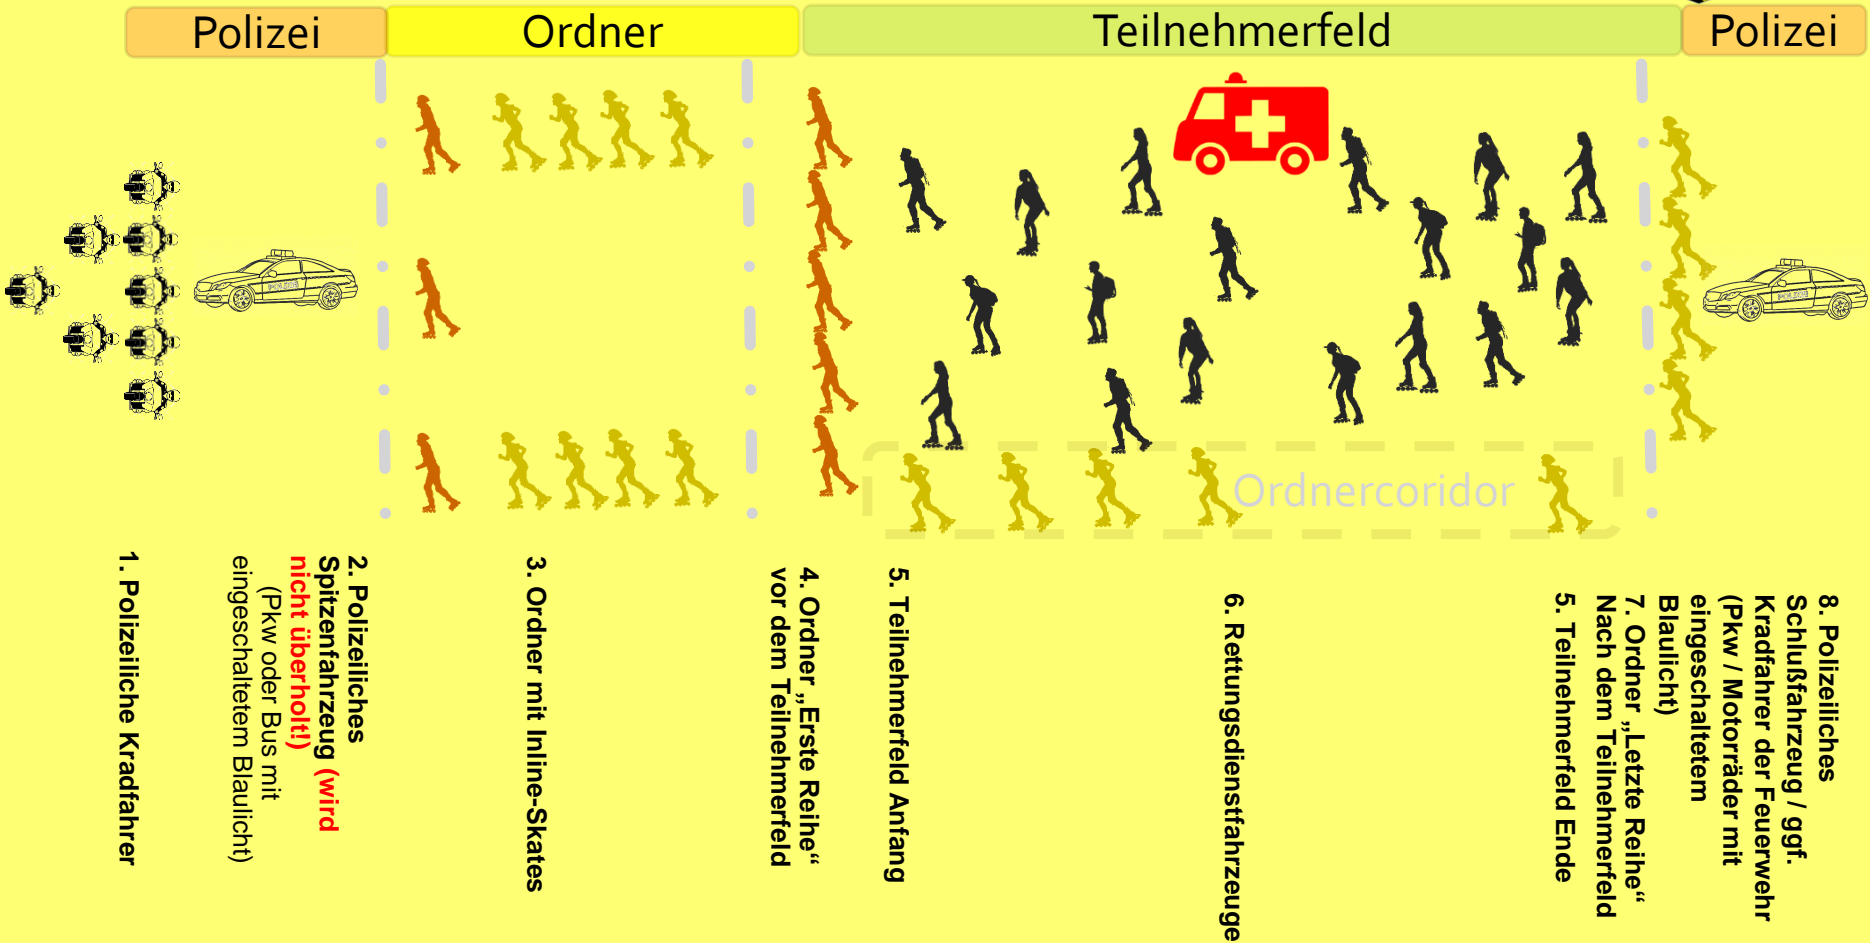 Polizei
Ordner
Teilnehmerfeld
Polizei
POLIZEI
POLIZEI
Ordnercoridor
1. Polizeiliche Kradfahrer
2. Polizeiliches
Spitzenfahrzeug (wird
nicht überholt!)
(Pkw oder Bus mit
eingeschaltetem Blaulicht)
3. Ordner mit Inline-Skates
4. Ordner „Erste Reihe“
vor dem Teilnehmerfeld
5. Teilnehmerfeld Anfang
6. Rettungsdienstfahrzeuge
5. Teilnehmerfeld Ende
7. Ordner „Letzte Reihe“
Nach dem Teilnehmerfeld
8. Polizeiliches
Schlußfahrzeug / ggf.
Kradfahrer der Feuerwehr
(Pkw / Motorräder mit
eingeschaltetem
Blaulicht)